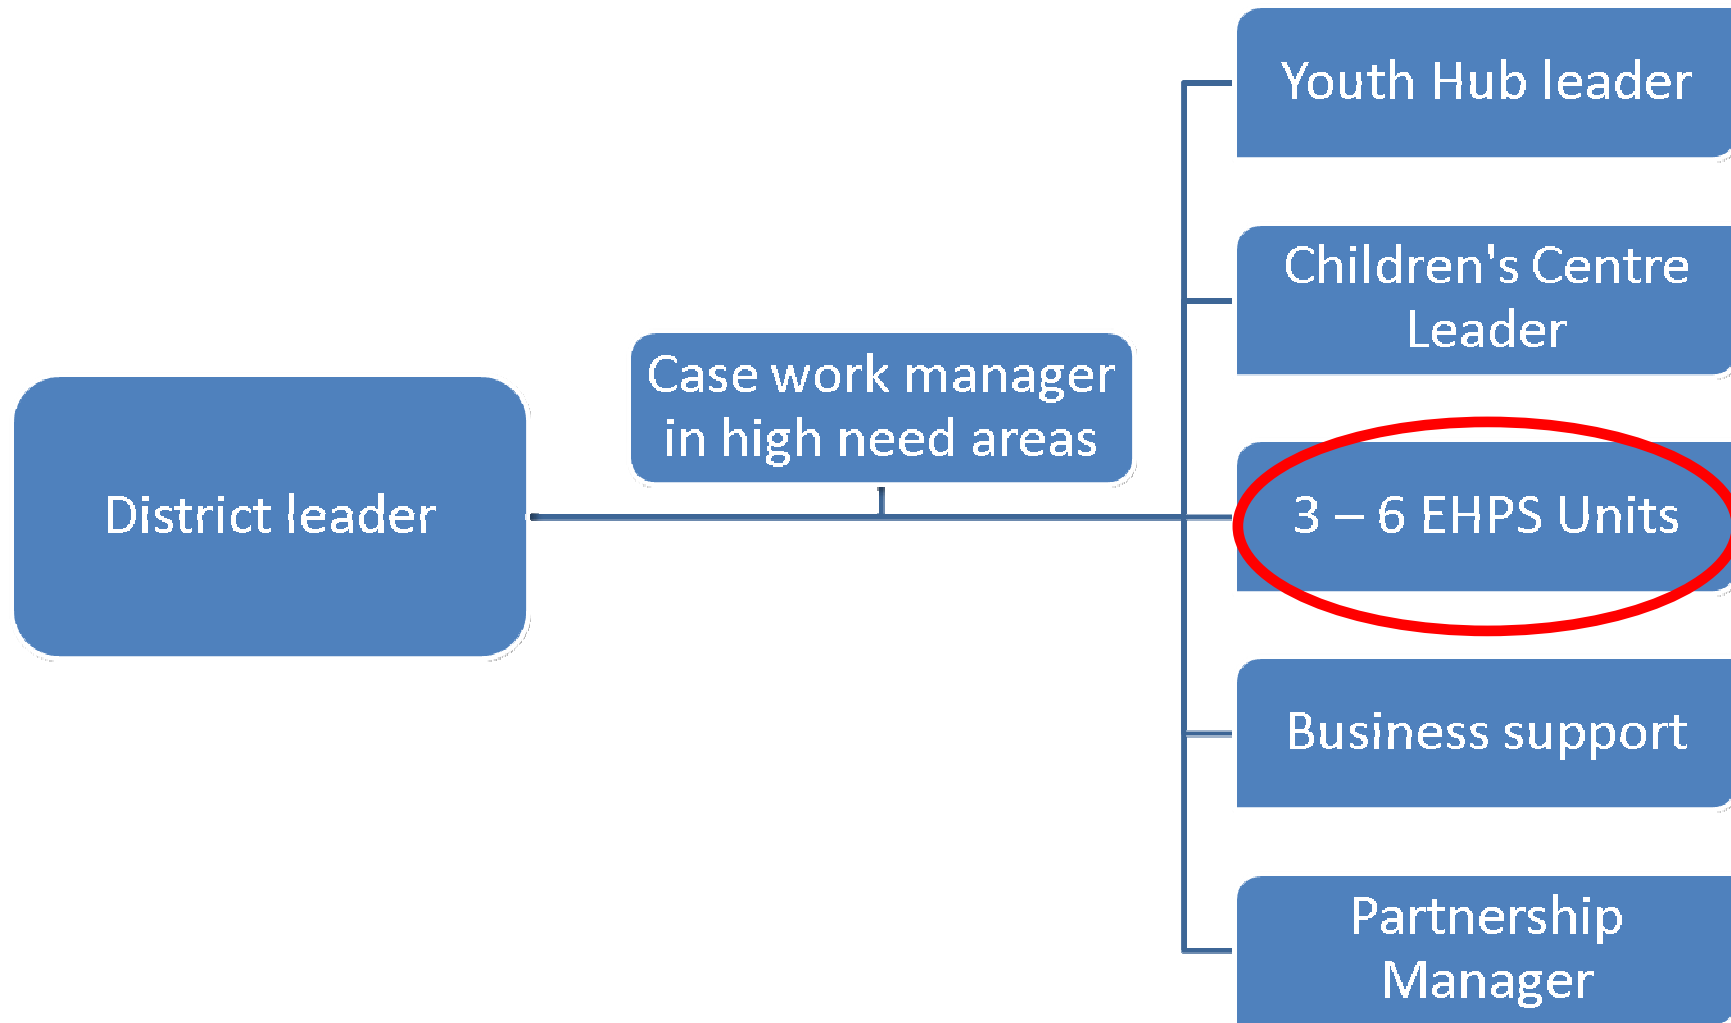 District leader
Case work manager
in high need areas
Youth Hub leader
Children's Centre
Leader
3 – 6 EHPS Units
Business support
Partnership
Manager